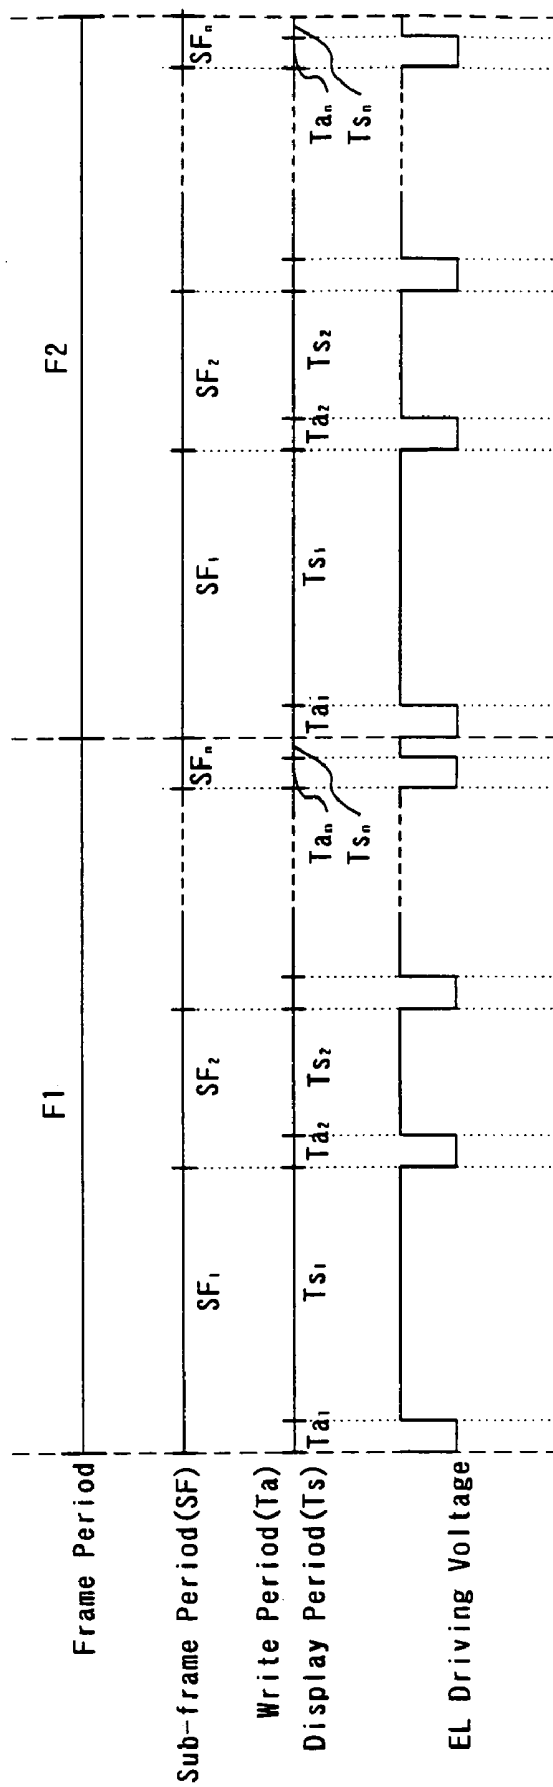 Frame Period
F1
F2
Sub-frame Period(SF)
SF₁
SF₂
SFₙ
SF₁
SF₂
SFₙ
Write Period(Ta)
Display Period(Ts)
Ta₁
Ts₁
Ta₂
Ts₂
Taₙ
Tsₙ
Ta₁
Ts₁
Ta₂
Ts₂
Taₙ
Tsₙ
EL Driving Voltage